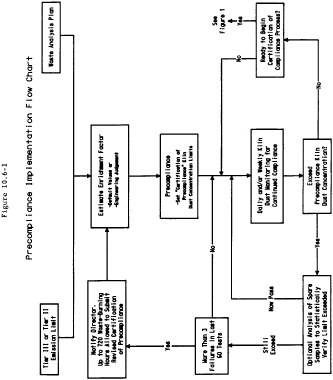 Figure 10.6-1
Precompliance Implementation Flow Chart
Tier III or Tier II
Emission Limit
Waste Analysis Plan
Notify Director-
Up to 720 Waste-Burning
Hours Allowed to Submit
Revised Certification
of Precompliance
Estimate Enrichment Factor
-Default Values or
-Engineering Judgement
Precompliance
-Set "Certification of
Precompliance" Kiln
Dust Concentration Limits
See
Figure 1
Yes
Ready to Begin
Certification of
Compliance Process?
No
No
Yes
More Than 3
Failures in Last
60 Tests
Daily and/or Weekly Kiln
Dust Monitoring for
Continued Compliance
No
Now Pass
Still
Exceed
Exceed
Precompliance Kiln
Dust Concentration?
Yes
Optional Analysis of Spare
Samples to Statistically
Verify Limit Exceeded